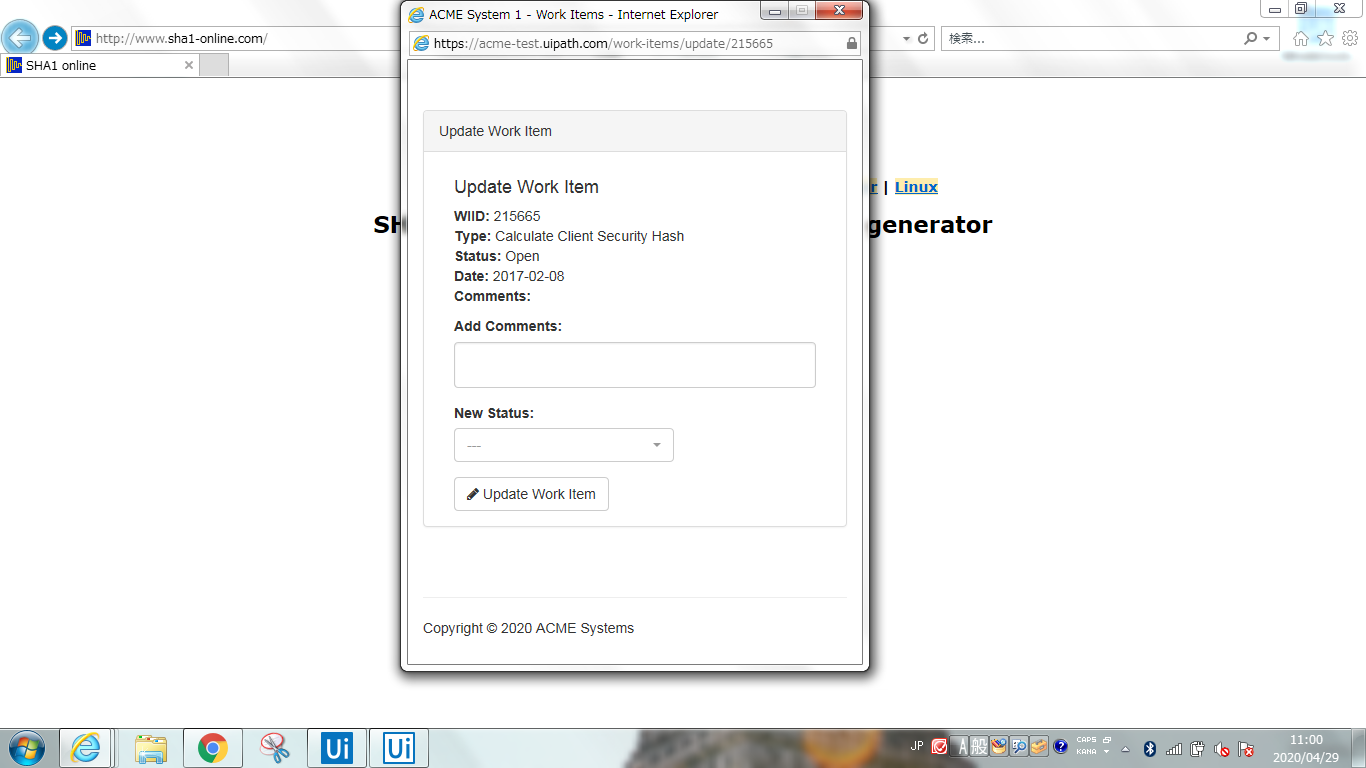 ACME System 1 - Work Items - Internet Explorer
http://www.sha1-online.com/
https://acme-test.uipath.com/work-items/update/215665
検索...
SHA1 online
Update Work Item
Update Work Item
WIID: 215665
Type: Calculate Client Security Hash
Status: Open
Date: 2017-02-08
Comments:
Add Comments:
New Status:
---
Update Work Item
Copyright © 2020 ACME Systems
r | Linux
SH
generator
Ui
Ui
JP
A 般
CAPS
KANA
11:00
2020/04/29